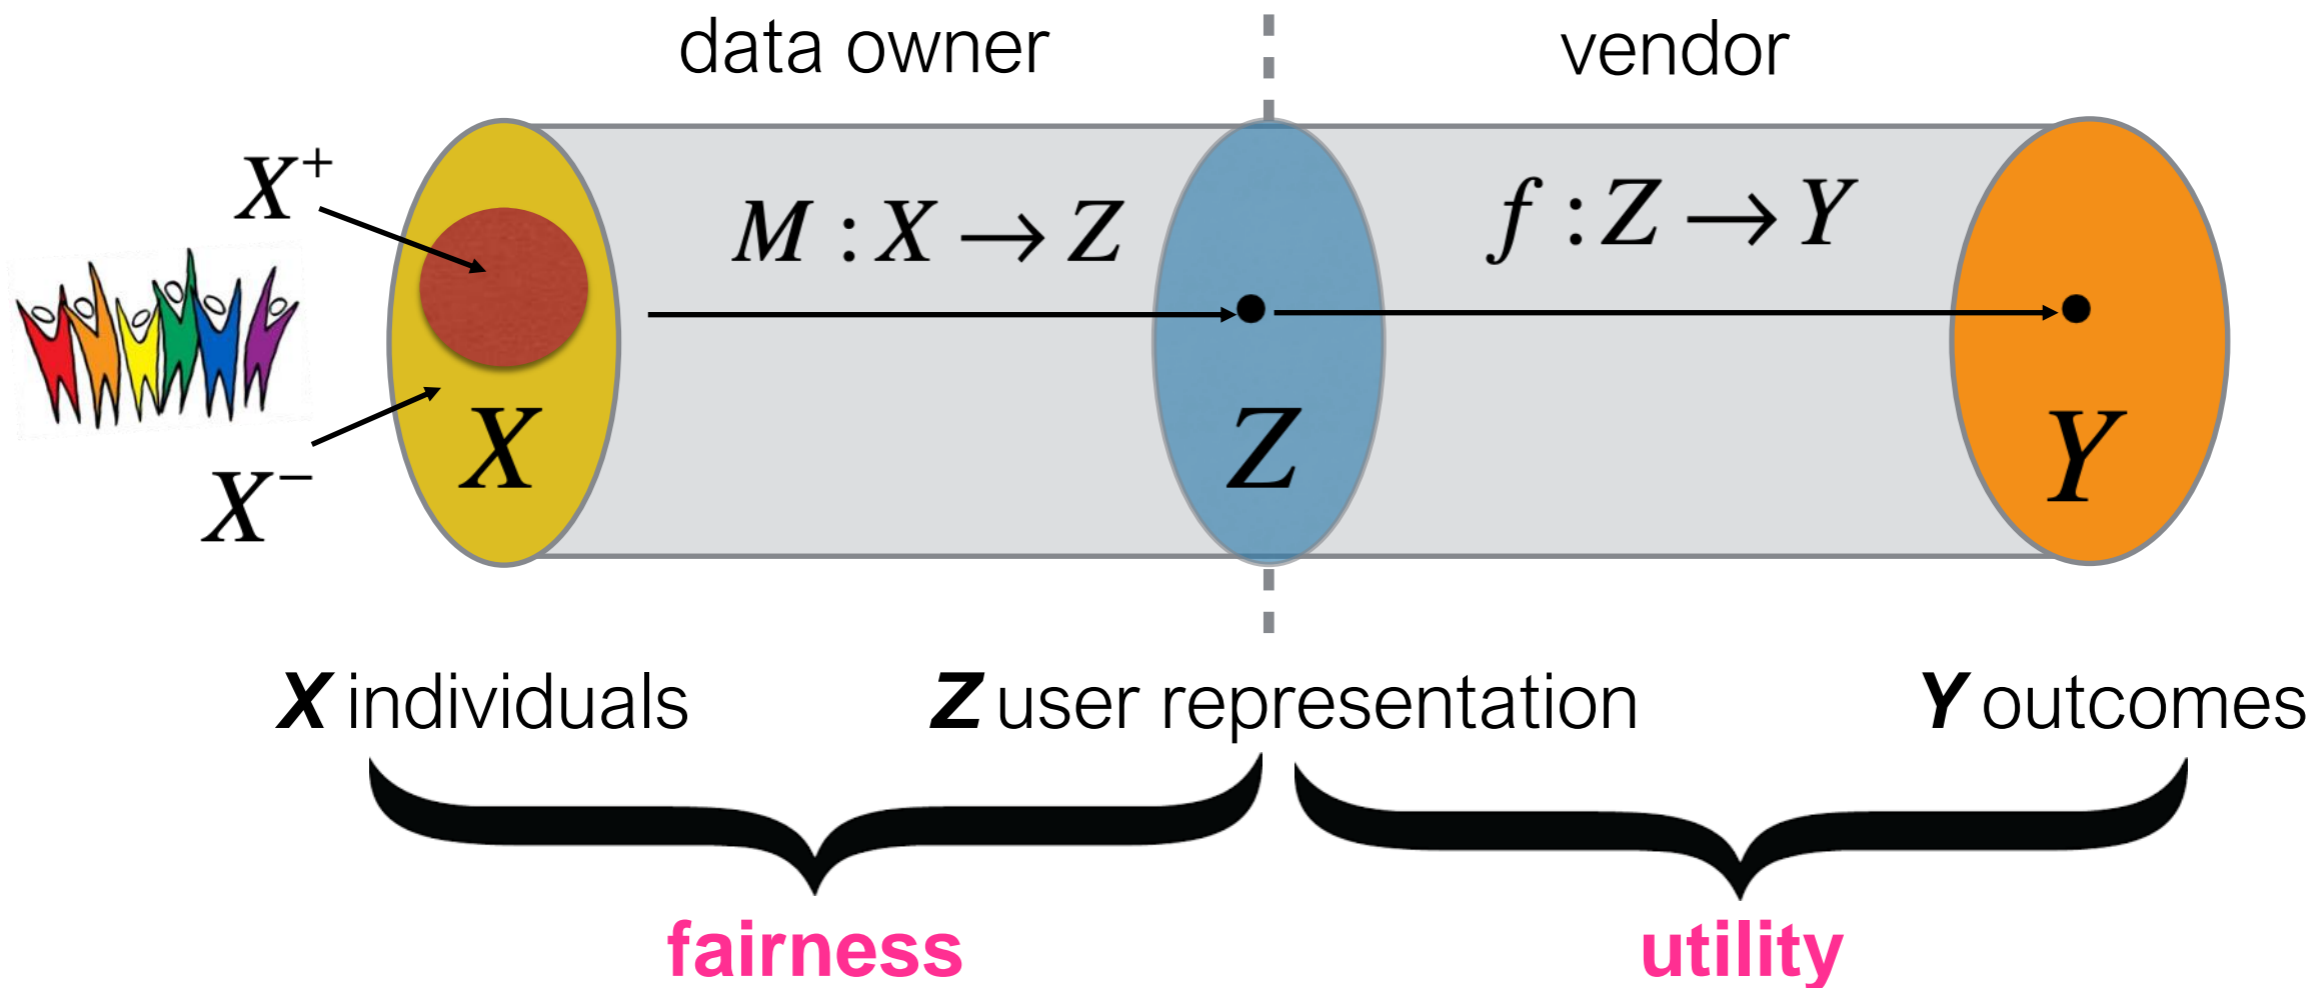 data owner
vendor
X⁺
M : X → Z
f : Z → Y
X
Z
Y
X⁻
X individuals
Z user representation
Y outcomes
fairness
utility